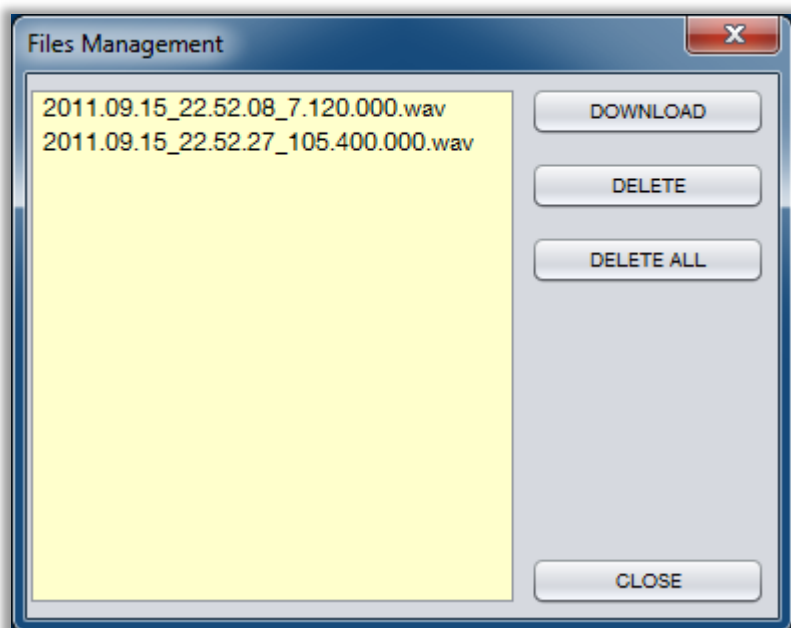 Files Management
2011.09.15_22.52.08_7.120.000.wav
2011.09.15_22.52.27_105.400.000.wav
DOWNLOAD
DELETE
DELETE ALL
CLOSE